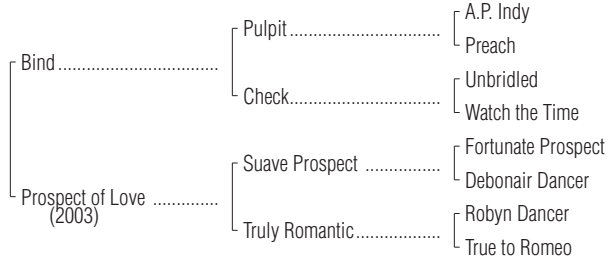 A.P. Indy
Pulpit
Preach
Bind
Unbridled
Check
Watch the Time
Fortunate Prospect
Suave Prospect
Debonair Dancer
Prospect of Love
(2003)
Robyn Dancer
Truly Romantic
True to Romeo